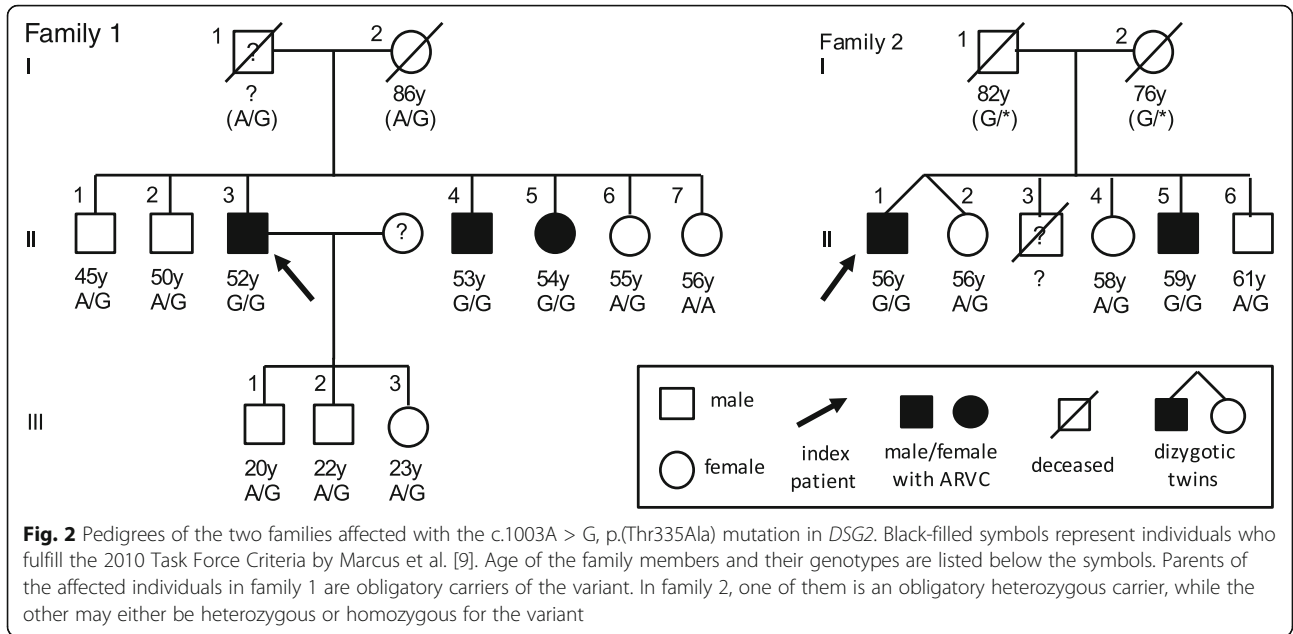 Family 1
Family 2
I
1
?
2
I
1
2
?
86y
82y
76y
(A/G)
(A/G)
(G/*)
(G/*)
II
1
2
3
?
4
5
6
7
45y
50y
52y
53y
54y
55y
56y
A/G
A/G
G/G
G/G
G/G
A/G
A/A
II
1
2
3
?
4
5
6
56y
56y
?
58y
59y
61y
G/G
A/G
A/G
G/G
A/G
III
1
2
3
20y
22y
23y
A/G
A/G
A/G
male
female
index
patient
male/female
with ARVC
deceased
dizygotic
twins
Fig. 2 Pedigrees of the two families affected with the c.1003A > G, p.(Thr335Ala) mutation in DSG2. Black-filled symbols represent individuals who
fulfill the 2010 Task Force Criteria by Marcus et al. [9]. Age of the family members and their genotypes are listed below the symbols. Parents of
the affected individuals in family 1 are obligatory carriers of the variant. In family 2, one of them is an obligatory heterozygous carrier, while the
other may either be heterozygous or homozygous for the variant